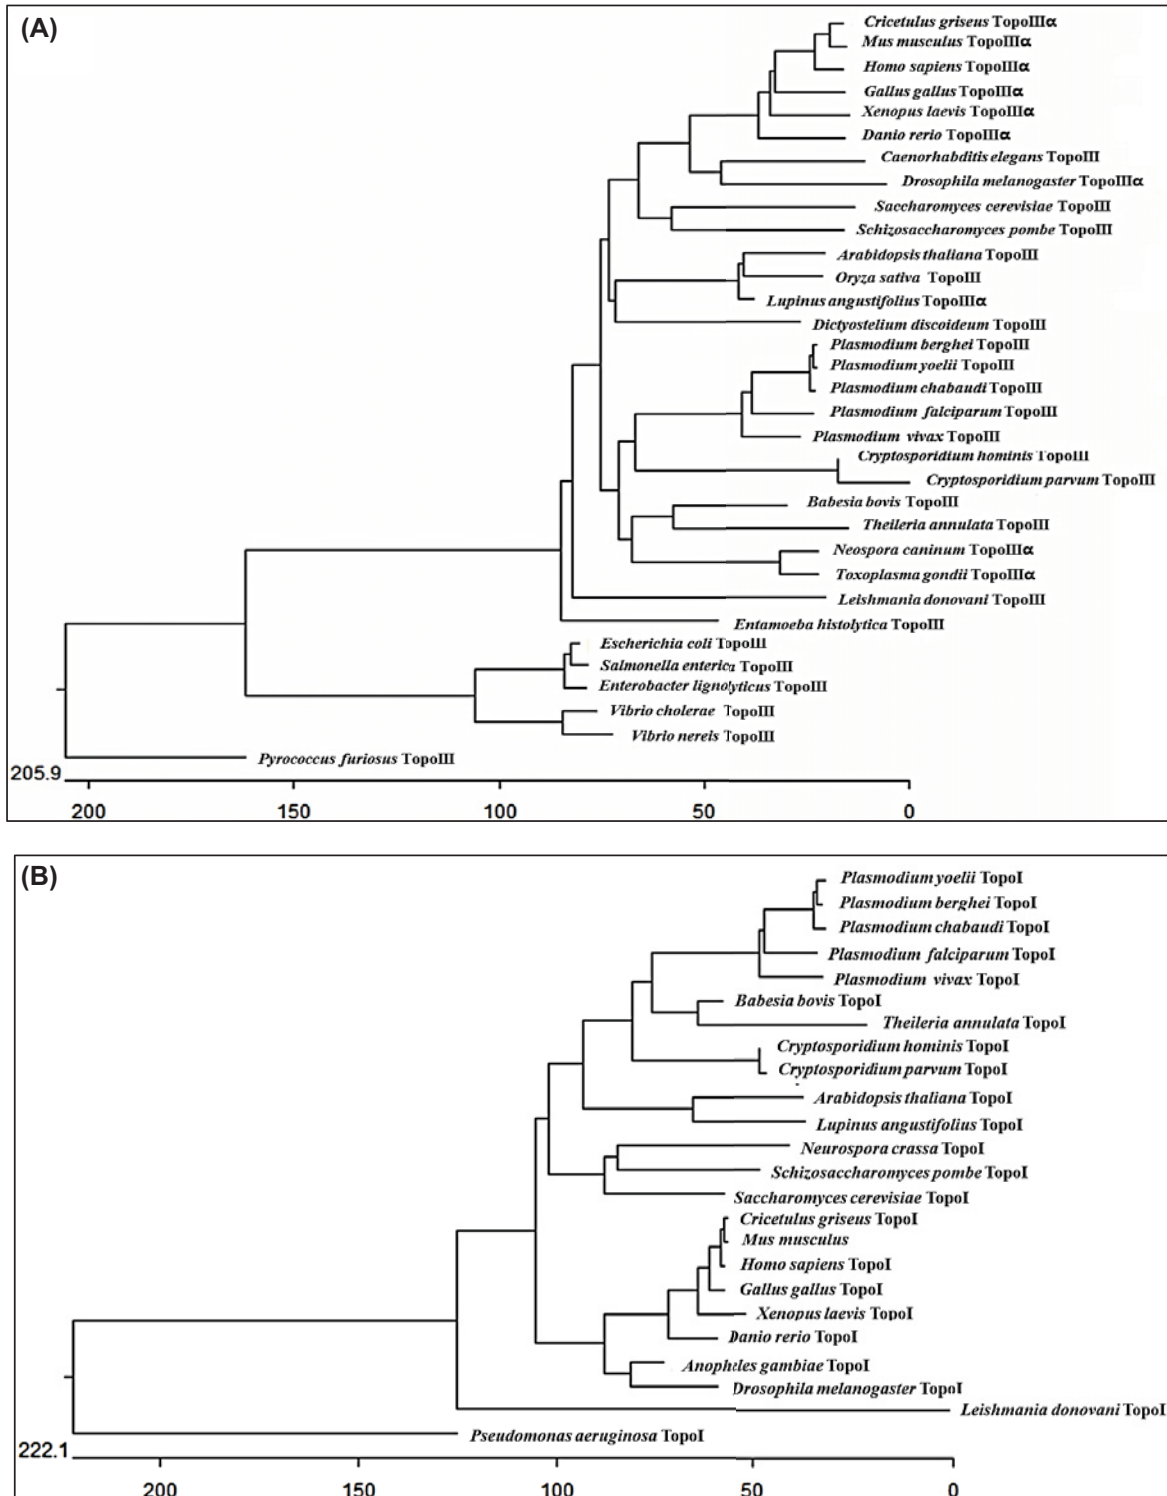 (A)
Cricetulus griseus TopoIIIα
Mus musculus TopoIIIα
Homo sapiens TopoIIIα
Gallus gallus TopoIIIα
Xenopus laevis TopoIIIα
Danio rerio TopoIIIα
Caenorhabditis elegans TopoIII
Drosophila melanogaster TopoIIIα
Saccharomyces cerevisiae TopoIII
Schizosaccharomyces pombe TopoIII
Arabidopsis thaliana TopoIII
Oryza sativa TopoIII
Lupinus angustifolius TopoIIIα
Dictyostelium discoideum TopoIII
Plasmodium berghei TopoIII
Plasmodium yoelii TopoIII
Plasmodium chabaudi TopoIII
Plasmodium falciparum TopoIII
Plasmodium vivax TopoIII
Cryptosporidium hominis TopoIII
Cryptosporidium parvum TopoIII
Babesia bovis TopoIII
Theileria annulata TopoIII
Neospora caninum TopoIIIα
Toxoplasma gondii TopoIIIα
Leishmania donovani TopoIII
Entamoeba histolytica TopoIII
Escherichia coli TopoIII
Salmonella enterica TopoIII
Enterobacter lignolyticus TopoIII
Vibrio cholerae TopoIII
Vibrio nereis TopoIII
Pyrococcus furiosus TopoIII
205.9
200 150 100 50 0
(B)
Plasmodium yoelii TopoI
Plasmodium berghei TopoI
Plasmodium chabaudi TopoI
Plasmodium falciparum TopoI
Plasmodium vivax TopoI
Babesia bovis TopoI
Theileria annulata TopoI
Cryptosporidium hominis TopoI
Cryptosporidium parvum TopoI
Arabidopsis thaliana TopoI
Lupinus angustifolius TopoI
Neurospora crassa TopoI
Schizosaccharomyces pombe TopoI
Saccharomyces cerevisiae TopoI
Cricetulus griseus TopoI
Mus musculus
Homo sapiens TopoI
Gallus gallus TopoI
Xenopus laevis TopoI
Danio rerio TopoI
Anopheles gambiae TopoI
Drosophila melanogaster TopoI
Leishmania donovani TopoI
Pseudomonas aeruginosa TopoI
222.1
200 150 100 50 0